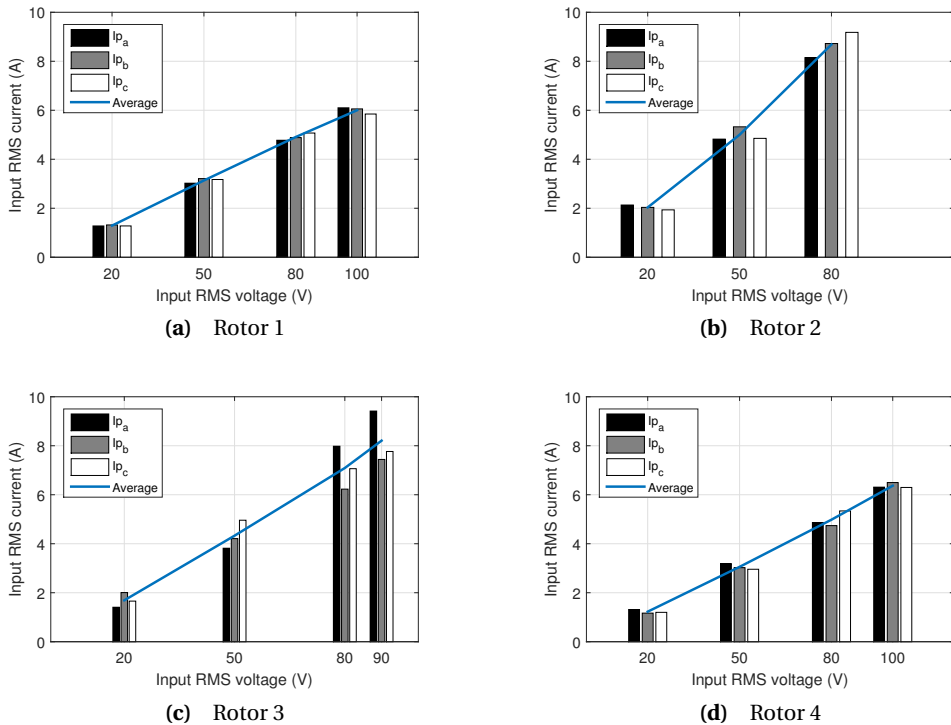 10
8
6
4
2
0
Input RMS current (A)
Ip_a
Ip_b
Ip_c
Average
20 50 80 100
Input RMS voltage (V)
(a) Rotor 1
10
8
6
4
2
0
Input RMS current (A)
Ip_a
Ip_b
Ip_c
Average
20 50 80
Input RMS voltage (V)
(b) Rotor 2
10
8
6
4
2
0
Input RMS current (A)
Ip_a
Ip_b
Ip_c
Average
20 50 80 90
Input RMS voltage (V)
(c) Rotor 3
10
8
6
4
2
0
Input RMS current (A)
Ip_a
Ip_b
Ip_c
Average
20 50 80 100
Input RMS voltage (V)
(d) Rotor 4